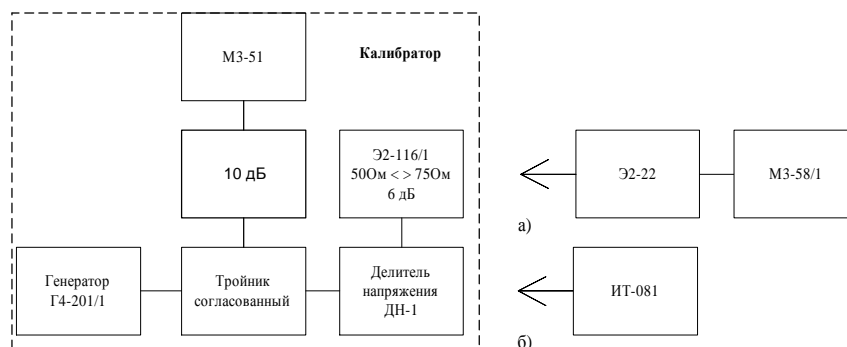 М3-51
Калибратор
10 дБ
Э2-116/1
50Ом < > 75Ом
6 дБ
Э2-22
М3-58/1
а)
Генератор
Г4-201/1
Тройник
согласованный
Делитель
напряжения
ДН-1
ИТ-081
б)